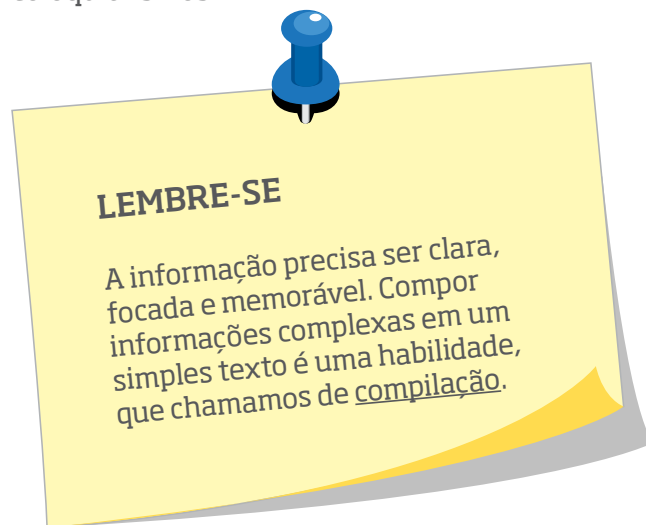 LEMBRE-SE
A informação precisa ser clara,
focada e memorável. Compor
informações complexas em um
simples texto é uma habilidade,
que chamamos de compilação.